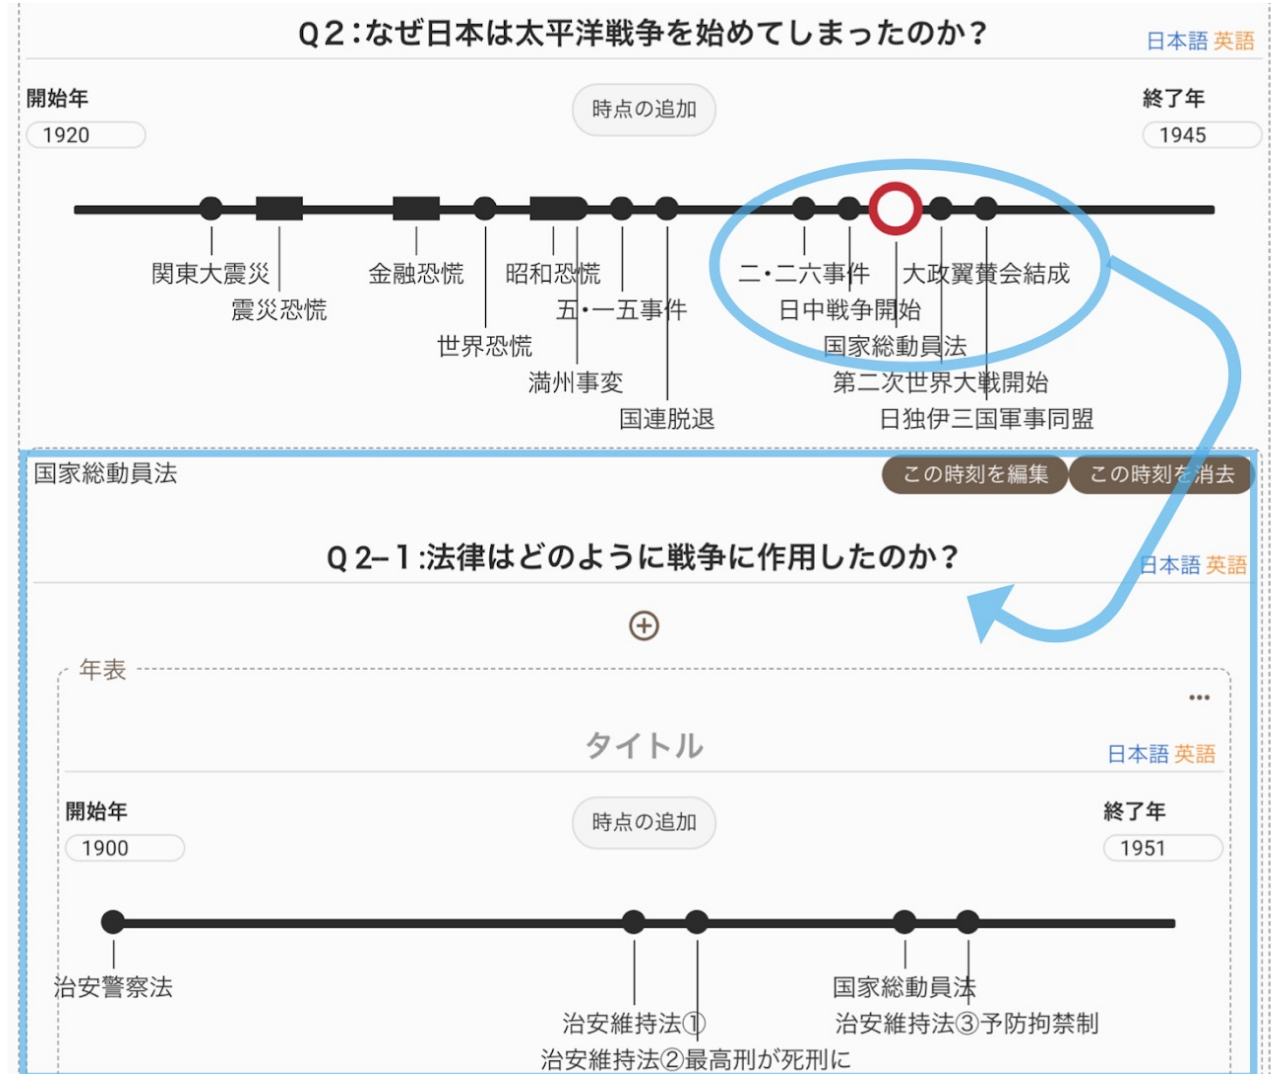 Q2:なぜ日本は太平洋戦争を始めてしまったのか?
日本語 英語
開始年
時点の追加
終了年
1920
1945
関東大震災
金融恐慌
昭和恐慌
二・二六事件
大政翼賛会結成
震災恐慌
五・一五事件
日中戦争開始
世界恐慌
国家総動員法
満州事変
第二次世界大戦開始
国連脱退
日独伊三国軍事同盟
国家総動員法
この時刻を編集
この時刻を消去
Q2-1:法律はどのように戦争に作用したのか?
日本語 英語
年表
タイトル
日本語 英語
開始年
時点の追加
終了年
1900
1951
治安警察法
国家総動員法
治安維持法①
治安維持法③予防拘禁制
治安維持法②最高刑が死刑に